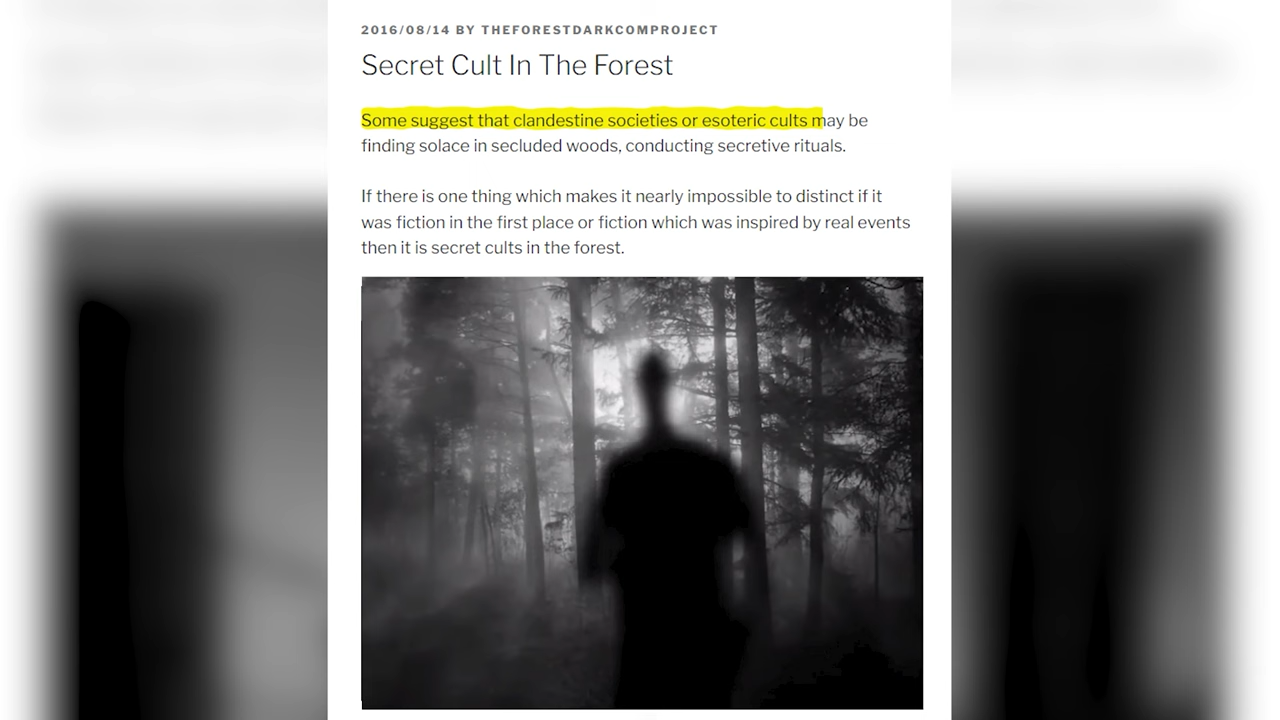 2016/08/14 BY THEFORESTDARKCOMPROJECT
Secret Cult In The Forest
Some suggest that clandestine societies or esoteric cults may be
finding solace in secluded woods, conducting secretive rituals.
If there is one thing which makes it nearly impossible to distinct if it
was fiction in the first place or fiction which was inspired by real events
then it is secret cults in the forest.